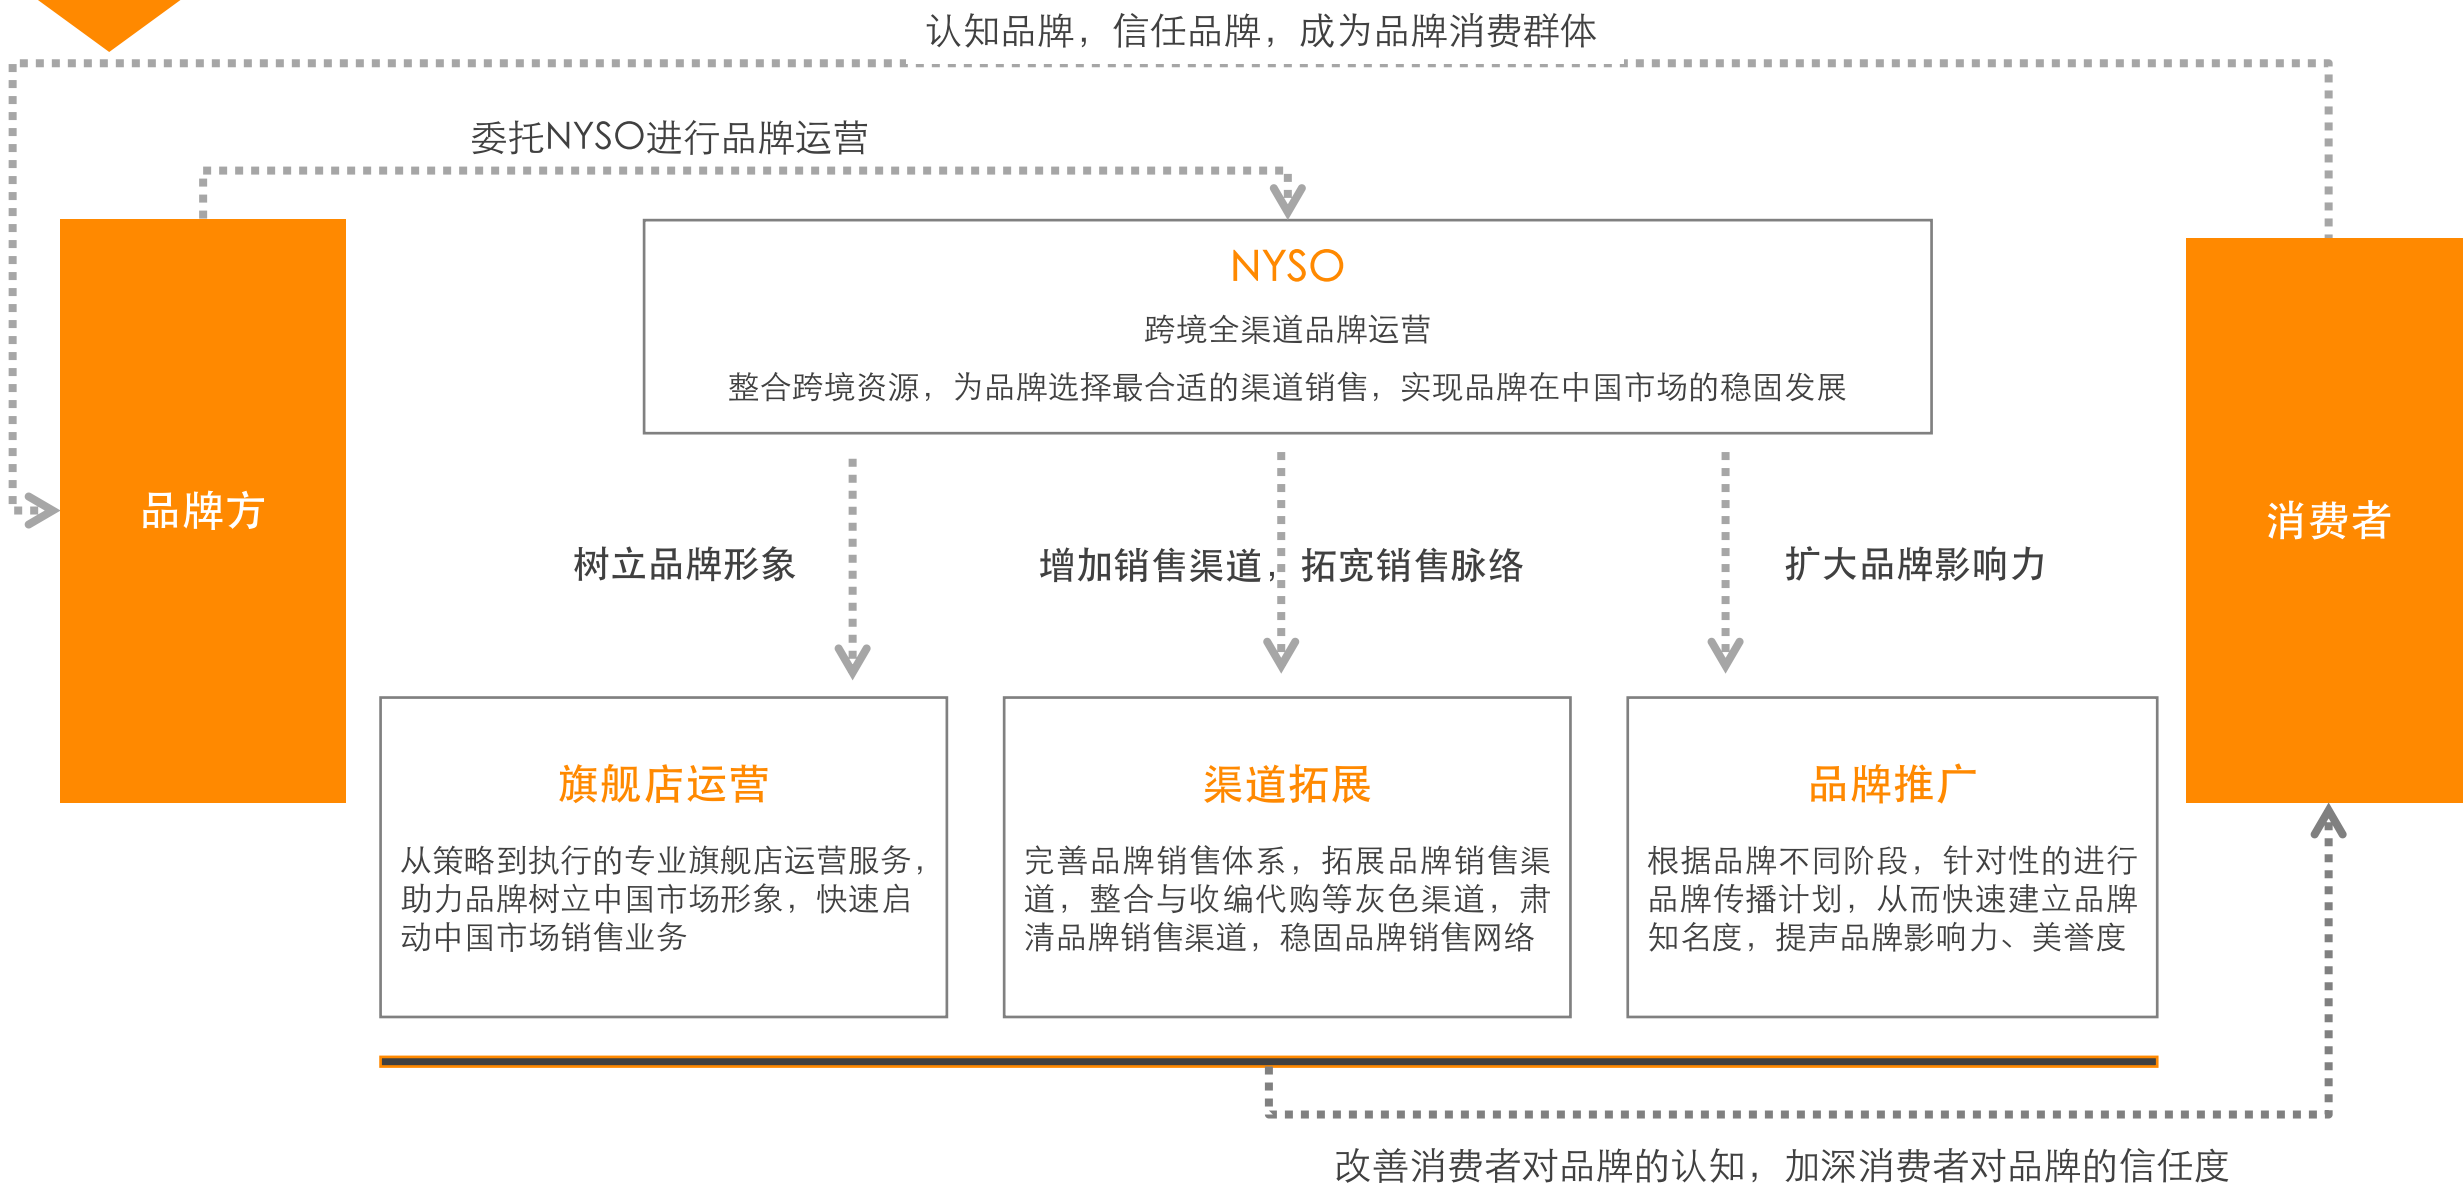 认知品牌，信任品牌，成为品牌消费群体
委托NYSO进行品牌运营
NYSO
跨境全渠道品牌运营
整合跨境资源，为品牌选择最合适的渠道销售，实现品牌在中国市场的稳固发展
品牌方
消费者
树立品牌形象
增加销售渠道，拓宽销售脉络
扩大品牌影响力
旗舰店运营
从策略到执行的专业旗舰店运营服务，
助力品牌树立中国市场形象，快速启
动中国市场销售业务
渠道拓展
完善品牌销售体系，拓展品牌销售渠
道，整合与收编代购等灰色渠道，肃
清品牌销售渠道，稳固品牌销售网络
品牌推广
根据品牌不同阶段，针对性的进行
品牌传播计划，从而快速建立品牌
知名度，提声品牌影响力、美誉度
改善消费者对品牌的认知，加深消费者对品牌的信任度